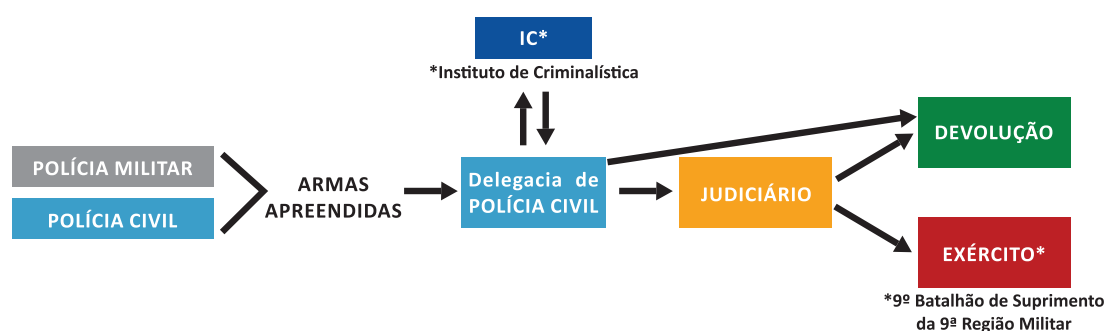 IC*
*Instituto de Criminalística
POLÍCIA MILITAR
POLÍCIA CIVIL
ARMAS
APREENDIDAS
Delegacia de
POLÍCIA CIVIL
JUDICIÁRIO
DEVOLUÇÃO
EXÉRCITO*
*9º Batalhão de Suprimento
da 9ª Região Militar